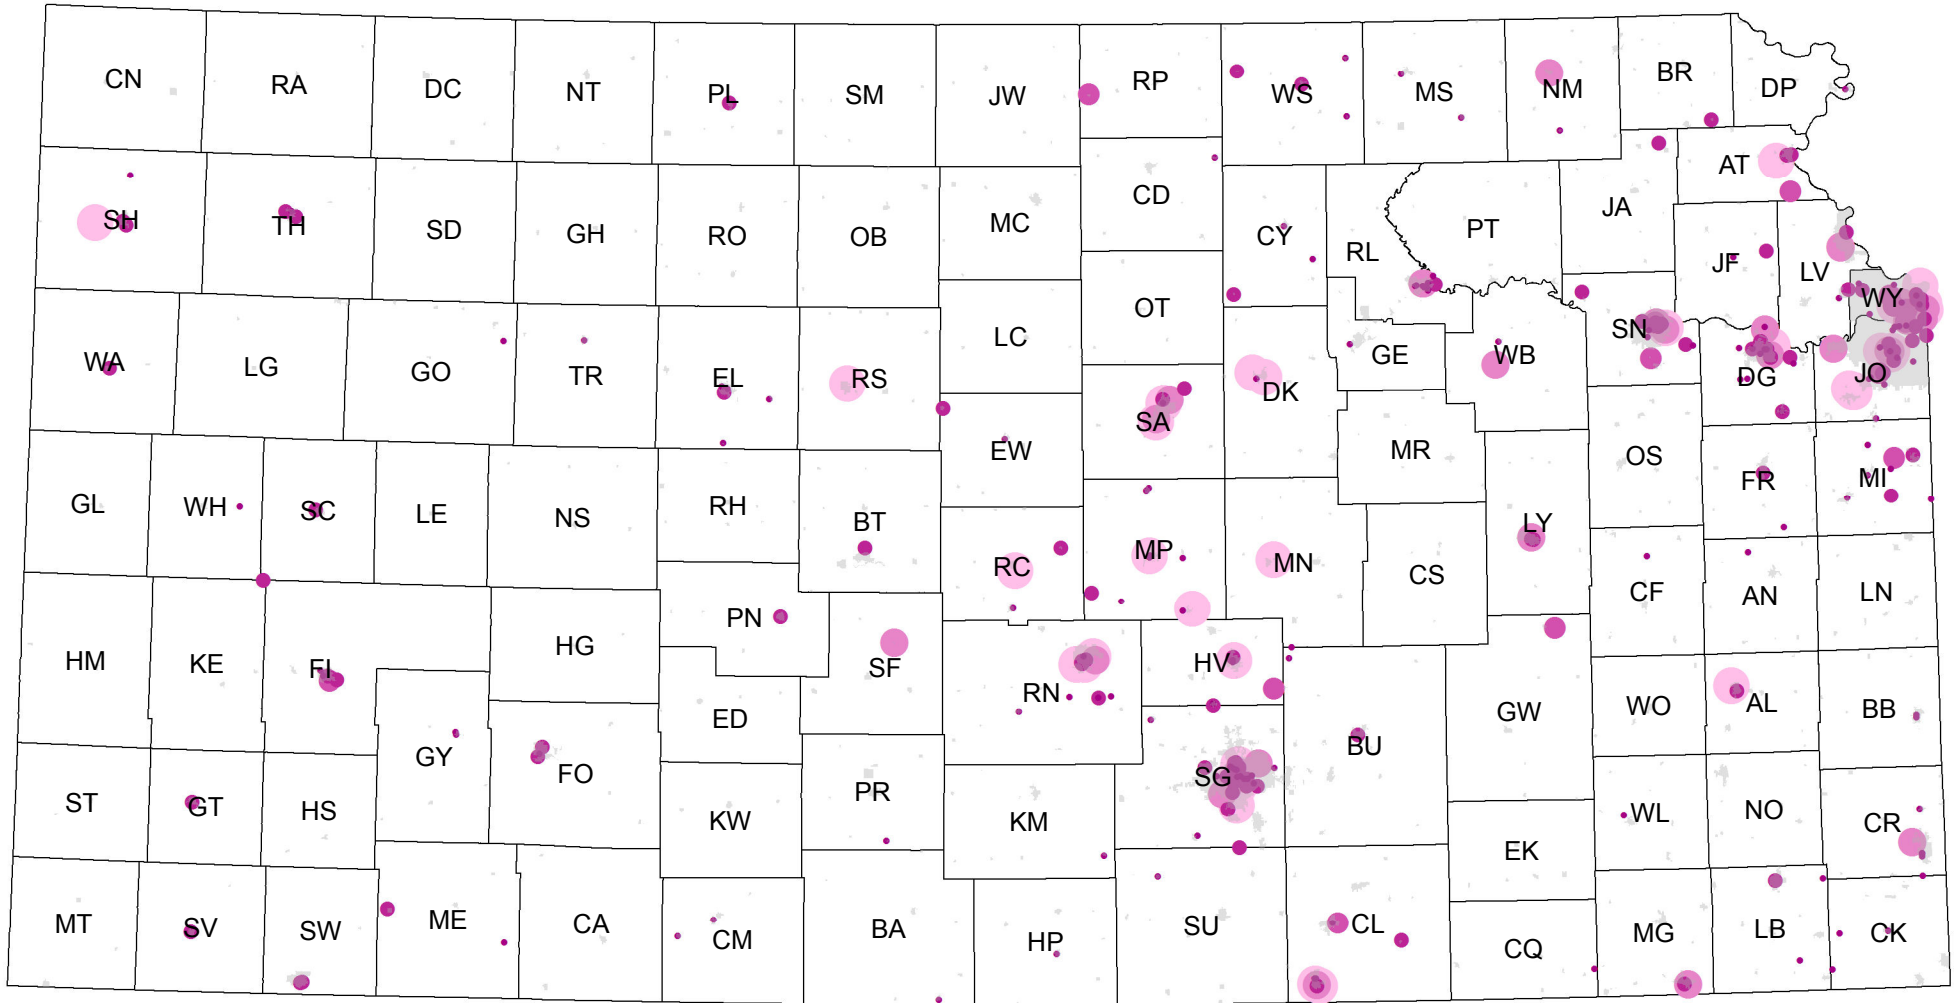 CN RA DC NT PL SM JW RP WS MS NM BR DP
SH TH SD GH RO OB MC CD CY RL PT JA AT
JF LV WY
WA LG GO TR EL RS LC OT DK GE WB SN DG JO
SA EW MR OS FR MI
GL WH SC LE NS RH BT RC MP MN CS LY CF AN LN
HM KE FI HG PN SF RN HV BU GW WO AL BB
GY ED
ST GT HS FO KW PR KM SG EK WL NO CR
MT SV SW ME CA CM BA HP SU CL CQ MG LB CK